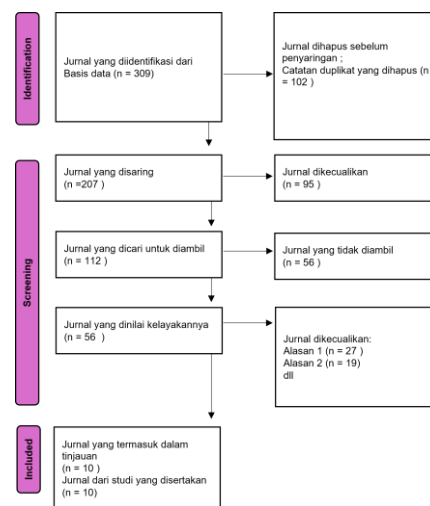 Identification
Jurnal yang diidentifikasi dari
Basis data (n = 309)
Jurnal dihapus sebelum
penyaringan ;
Catatan duplikat yang dihapus (n
= 102 )
Screening
Jurnal yang disaring
(n =207 )
Jurnal dikecualikan
(n = 95 )
Jurnal yang dicari untuk diambil
(n = 112 )
Jurnal yang tidak diambil
(n = 56 )
Jurnal yang dinilai kelayakannya
(n = 56 )
Jurnal dikecualikan:
Alasan 1 (n = 27 )
Alasan 2 (n = 19)
dll
Included
Jurnal yang termasuk dalam
tinjauan
(n = 10 )
Jurnal dari studi yang disertakan
(n = 10)